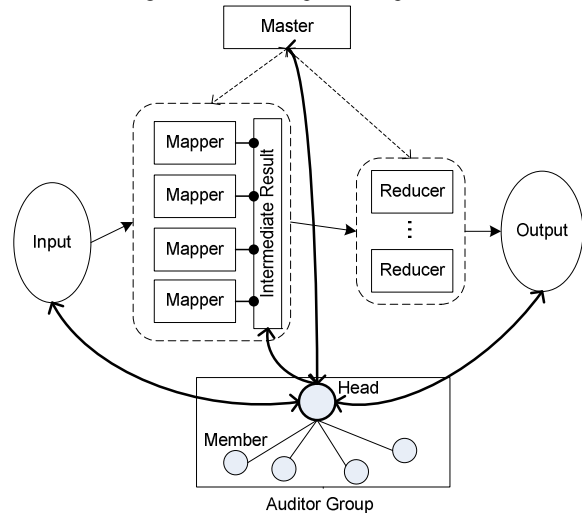 Master
Mapper
Mapper
Mapper
Mapper
Intermediate Result
Reducer
...
Reducer
Input
Output
Head
Member
Auditor Group